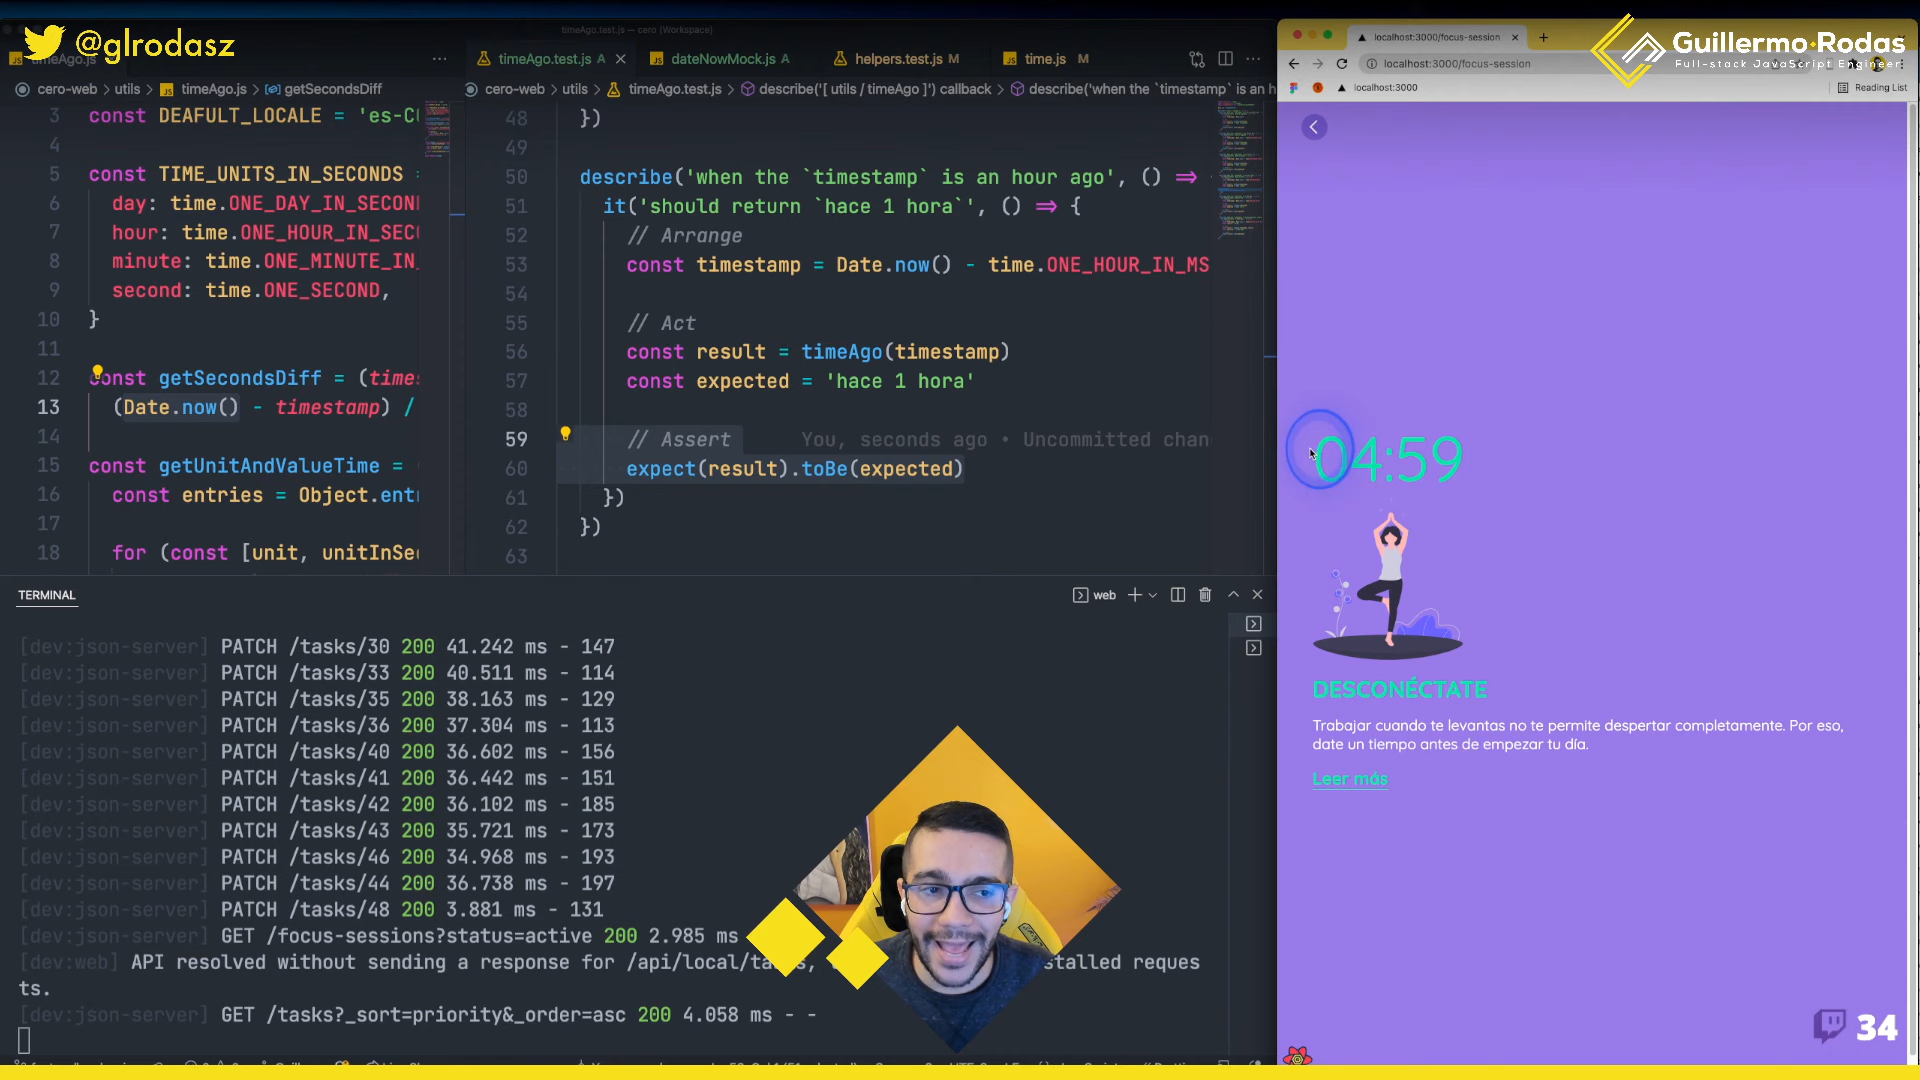 @glrodasz
timeAgo.test.js — cero (Workspace)
timeAgo.js
timeAgo.test.js A
dateNowMock.js A
helpers.test.js M
time.js M
cero-web > utils > timeAgo.js > getSecondsDiff
cero-web > utils > timeAgo.test.js > describe('[ utils / timeAgo ]') callback > describe('when the `timestamp` is an h
3 const DEAFULT_LOCALE = 'es-C
4
5 const TIME_UNITS_IN_SECONDS =
6 day: time.ONE_DAY_IN_SECON
7 hour: time.ONE_HOUR_IN_SEC
8 minute: time.ONE_MINUTE_IN_
9 second: time.ONE_SECOND,
10 }
11
12 const getSecondsDiff = (times
13 (Date.now() - timestamp) /
14
15 const getUnitAndValueTime = (
16 const entries = Object.ent
17
18 for (const [unit, unitInSe
48 })
49
50 describe('when the `timestamp` is an hour ago', () =>
51 it('should return `hace 1 hora`', () => {
52 // Arrange
53 const timestamp = Date.now() - time.ONE_HOUR_IN_MS
54
55 // Act
56 const result = timeAgo(timestamp)
57 const expected = 'hace 1 hora'
58
59 // Assert You, seconds ago • Uncommitted chan
60 expect(result).toBe(expected)
61 })
62 })
63
TERMINAL
web
[dev:json-server] PATCH /tasks/30 200 41.242 ms - 147
[dev:json-server] PATCH /tasks/33 200 40.511 ms - 114
[dev:json-server] PATCH /tasks/35 200 38.163 ms - 129
[dev:json-server] PATCH /tasks/36 200 37.304 ms - 113
[dev:json-server] PATCH /tasks/40 200 36.602 ms - 156
[dev:json-server] PATCH /tasks/41 200 36.442 ms - 151
[dev:json-server] PATCH /tasks/42 200 36.102 ms - 185
[dev:json-server] PATCH /tasks/43 200 35.721 ms - 173
[dev:json-server] PATCH /tasks/46 200 34.968 ms - 193
[dev:json-server] PATCH /tasks/44 200 36.738 ms - 197
[dev:json-server] PATCH /tasks/48 200 3.881 ms - 131
[dev:json-server] GET /focus-sessions?status=active 200 2.985 ms
[dev:web] API resolved without sending a response for /api/local/ta s, stalled reques
ts.
[dev:json-server] GET /tasks?_sort=priority&_order=asc 200 4.058 ms - -
localhost:3000/focus-session
localhost:3000/focus-session
localhost:3000
Reading List
Guillermo·Rodas
Full-stack JavaScript Engineer
04:59
DESCONÉCTATE
Trabajar cuando te levantas no te permite despertar completamente. Por eso,
date un tiempo antes de empezar tu día.
Leer más
34